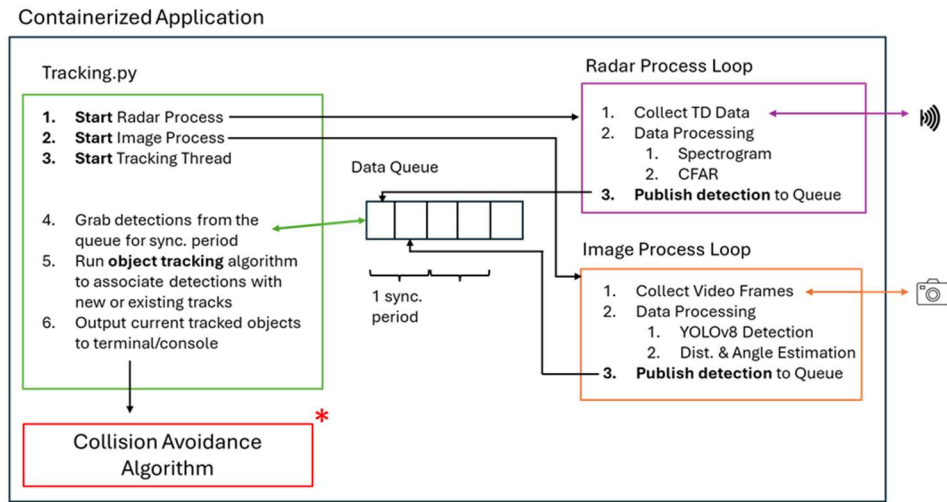 Containerized Application
Tracking.py
1. Start Radar Process
2. Start Image Process
3. Start Tracking Thread
4. Grab detections from the
queue for sync. period
5. Run object tracking algorithm
to associate detections with
new or existing tracks
6. Output current tracked objects
to terminal/console
Collision Avoidance
Algorithm
*
Data Queue
1 sync.
period
Radar Process Loop
1. Collect TD Data
2. Data Processing
1. Spectrogram
2. CFAR
3. Publish detection to Queue
Image Process Loop
1. Collect Video Frames
2. Data Processing
1. YOLOv8 Detection
2. Dist. & Angle Estimation
3. Publish detection to Queue